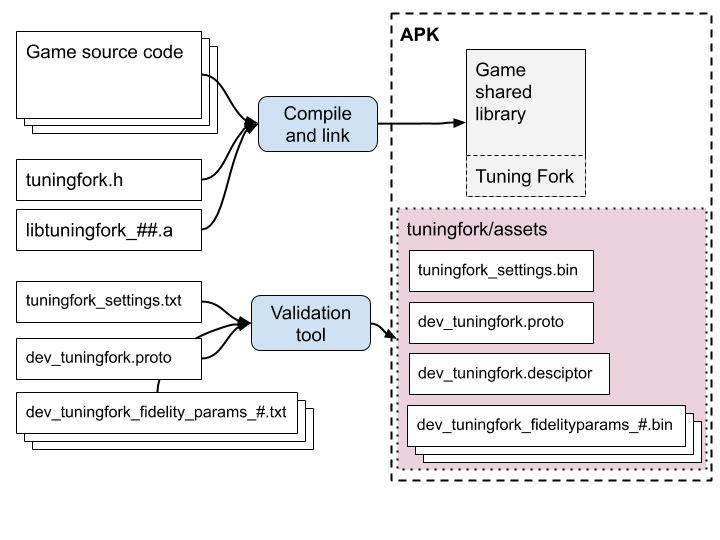 Game source code
tuningfork.h
libtuningfork_##.a
Compile
and link
tuningfork_settings.txt
dev_tuningfork.proto
dev_tuningfork_fidelity_params_#.txt
Validation
tool
APK
Game
shared
library
Tuning Fork
tuningfork/assets
tuningfork_settings.bin
dev_tuningfork.proto
dev_tuningfork.desciptor
dev_tuningfork_fidelityparams_#.bin